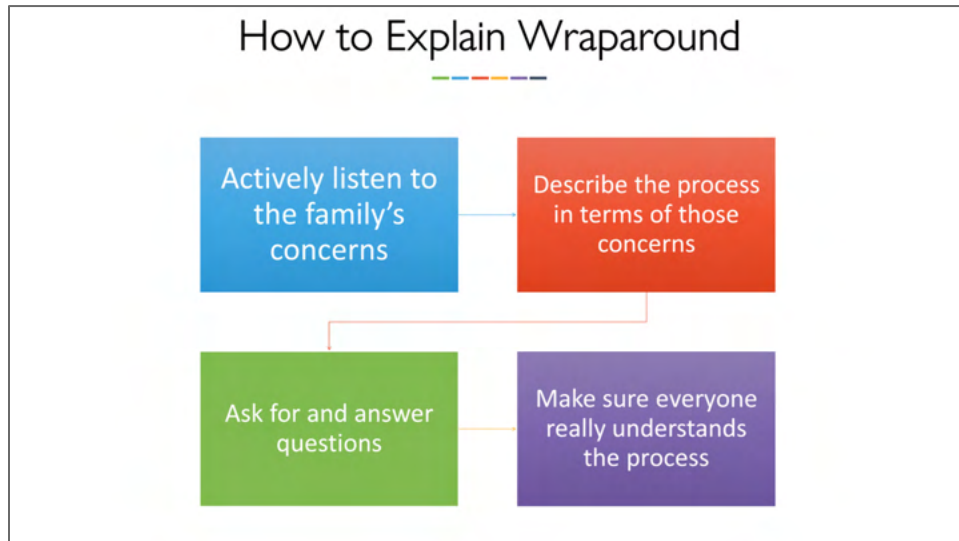 How to Explain Wraparound
Actively listen to
the family's
concerns
Describe the process
in terms of those
concerns
Ask for and answer
questions
Make sure everyone
really understands
the process